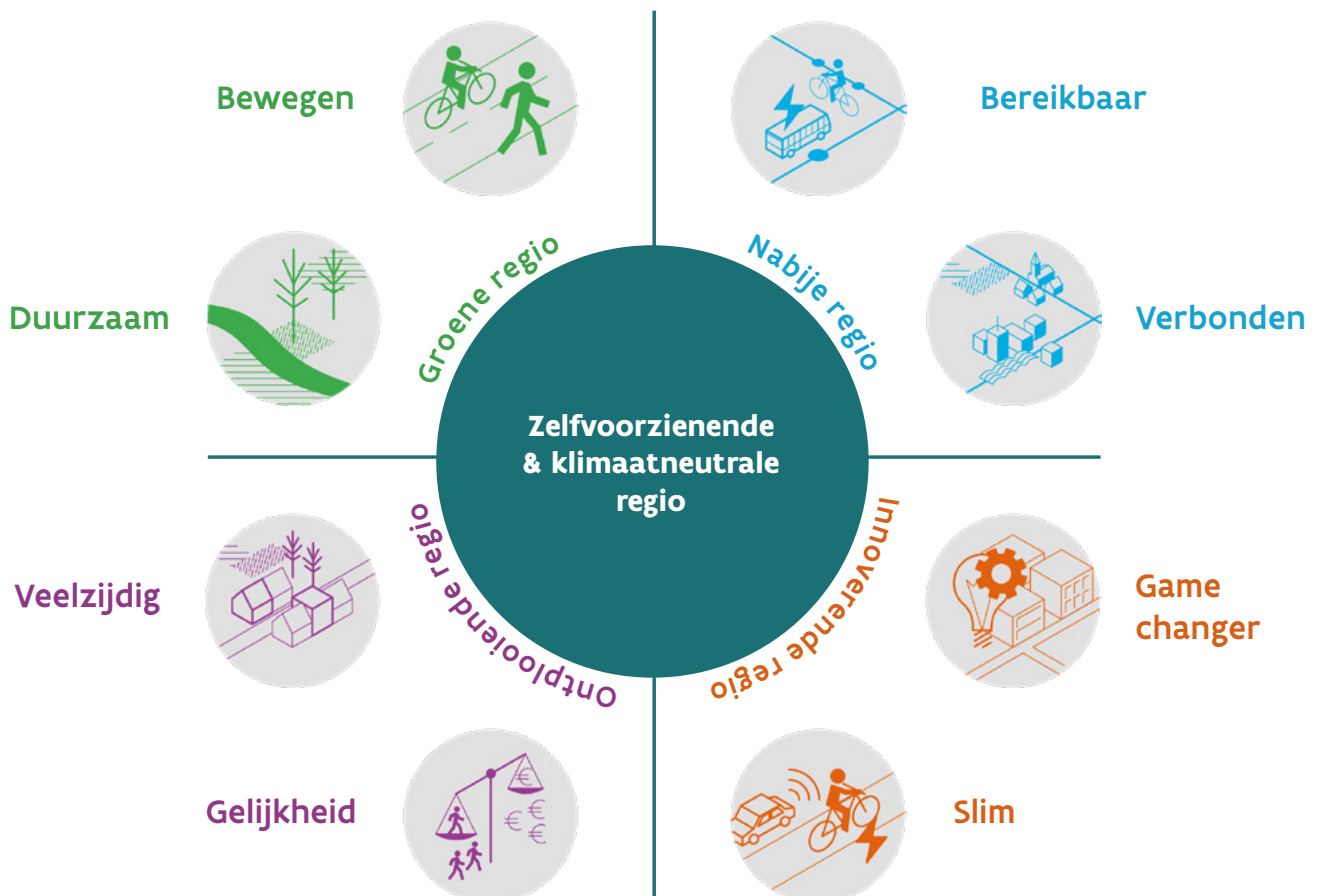 Bewegen
Bereikbaar
Groene regio
Nabije regio
Duurzaam
Verbonden
Zelfvoorzienende
& klimaatneutrale
regio
Veelzijdig
Ontplooiende regio
Innoverende regio
Game
changer
Gelijkheid
€
€ €
€
Slim